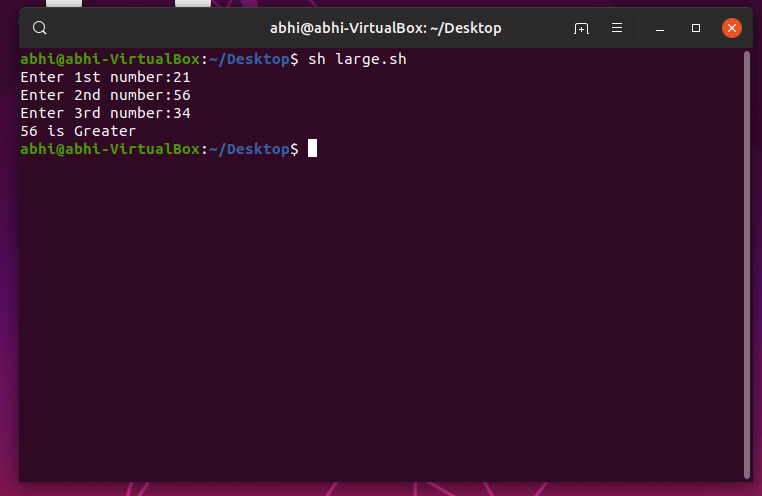 abhi@abhi-VirtualBox: ~/Desktop
abhi@abhi-VirtualBox:~/Desktop$ sh large.sh
Enter 1st number:21
Enter 2nd number:56
Enter 3rd number:34
56 is Greater
abhi@abhi-VirtualBox:~/Desktop$